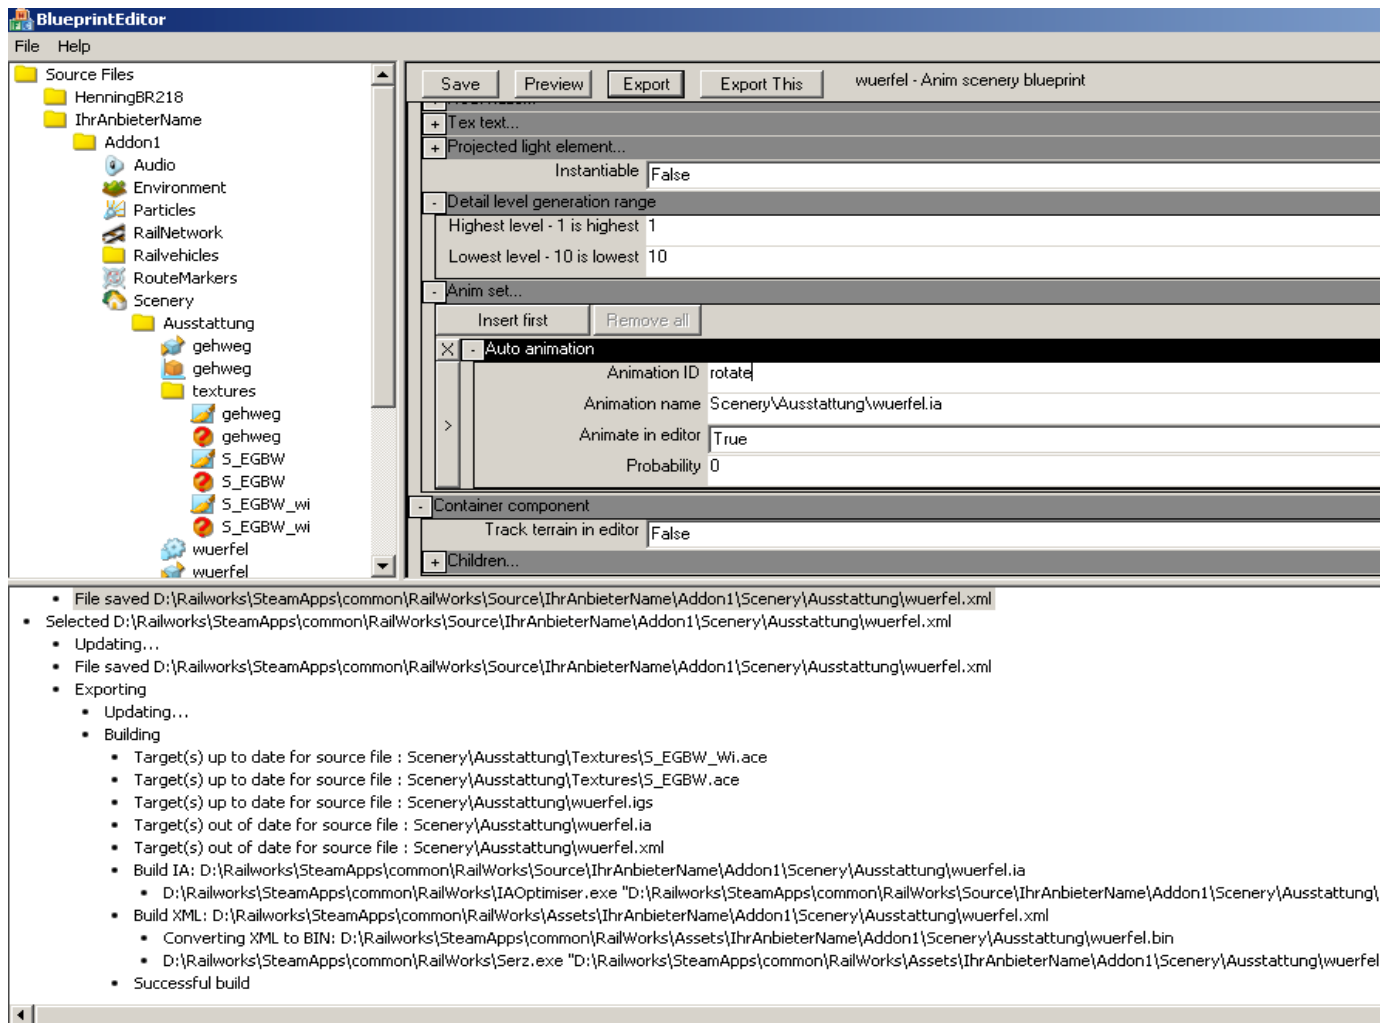 BlueprintEditor
File Help
Source Files
HenningBR218
IhrAnbieterName
Addon1
Audio
Environment
Particles
RailNetwork
Railvehicles
RouteMarkers
Scenery
Ausstattung
gehweg
gehweg
textures
gehweg
gehweg
S_EGBW
S_EGBW
S_EGBW_wi
S_EGBW_wi
wuerfel
wuerfel
Save Preview Export Export This wuerfel - Anim scenery blueprint
+ Tex text...
+ Projected light element...
Instantiable False
- Detail level generation range
Highest level - 1 is highest 1
Lowest level - 10 is lowest 10
- Anim set...
Insert first Remove all
X - Auto animation
Animation ID rotate
Animation name Scenery\Ausstattung\wuerfel.ia
> Animate in editor True
Probability 0
- Container component
Track terrain in editor False
+ Children...
• File saved D:\Railworks\SteamApps\common\RailWorks\Source\IhrAnbieterName\Addon1\Scenery\Ausstattung\wuerfel.xml
• Selected D:\Railworks\SteamApps\common\RailWorks\Source\IhrAnbieterName\Addon1\Scenery\Ausstattung\wuerfel.xml
• Updating...
• File saved D:\Railworks\SteamApps\common\RailWorks\Source\IhrAnbieterName\Addon1\Scenery\Ausstattung\wuerfel.xml
• Exporting
• Updating...
• Building
• Target(s) up to date for source file : Scenery\Ausstattung\Textures\S_EGBW_Wi.ace
• Target(s) up to date for source file : Scenery\Ausstattung\Textures\S_EGBW.ace
• Target(s) up to date for source file : Scenery\Ausstattung\wuerfel.igs
• Target(s) out of date for source file : Scenery\Ausstattung\wuerfel.ia
• Target(s) out of date for source file : Scenery\Ausstattung\wuerfel.xml
• Build IA: D:\Railworks\SteamApps\common\RailWorks\Source\IhrAnbieterName\Addon1\Scenery\Ausstattung\wuerfel.ia
• D:\Railworks\SteamApps\common\RailWorks\IAOptimiser.exe "D:\Railworks\SteamApps\common\RailWorks\Source\IhrAnbieterName\Addon1\Scenery\Ausstattung\
• Build XML: D:\Railworks\SteamApps\common\RailWorks\Assets\IhrAnbieterName\Addon1\Scenery\Ausstattung\wuerfel.xml
• Converting XML to BIN: D:\Railworks\SteamApps\common\RailWorks\Assets\IhrAnbieterName\Addon1\Scenery\Ausstattung\wuerfel.bin
• D:\Railworks\SteamApps\common\RailWorks\Serz.exe "D:\Railworks\SteamApps\common\RailWorks\Assets\IhrAnbieterName\Addon1\Scenery\Ausstattung\wuerfel
• Successful build